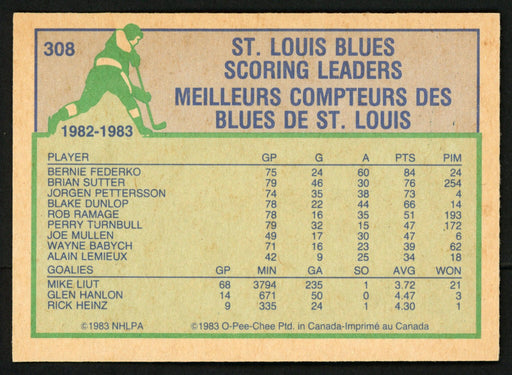 308
ST. LOUIS BLUES
SCORING LEADERS
MEILLEURS COMPTEURS DES
BLUES DE ST. LOUIS
1982-1983
PLAYER GP G A PTS PIM
BERNIE FEDERKO 75 24 60 84 24
BRIAN SUTTER 79 46 30 76 254
JORGEN PETTERSSON 74 35 38 73 4
BLAKE DUNLOP 78 22 44 66 14
ROB RAMAGE 78 16 35 51 193
PERRY TURNBULL 79 32 15 47 172
JOE MULLEN 49 17 30 47 6
WAYNE BABYCH 71 16 23 39 62
ALAIN LEMIEUX 42 9 25 34 18
GOALIES GP MIN GA SO AVG WON
MIKE LIUT 68 3794 235 1 3.72 21
GLEN HANLON 14 671 50 0 4.47 3
RICK HEINZ 9 335 24 1 4.30 1
©1983 NHLPA ©1983 O-Pee-Chee Ptd. in Canada-Imprimé au Canada